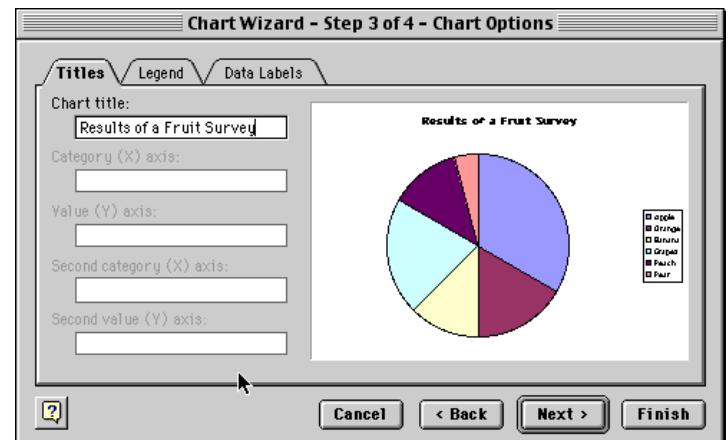 Chart Wizard - Step 3 of 4 - Chart Options
Titles Legend Data Labels
Chart title:
Results of a Fruit Survey
Category (X) axis:
Value (Y) axis:
Second category (X) axis:
Second value (Y) axis:
Results of a Fruit Survey
apple
Orange
Banana
Grapes
Peach
Pear
?
Cancel < Back Next > Finish